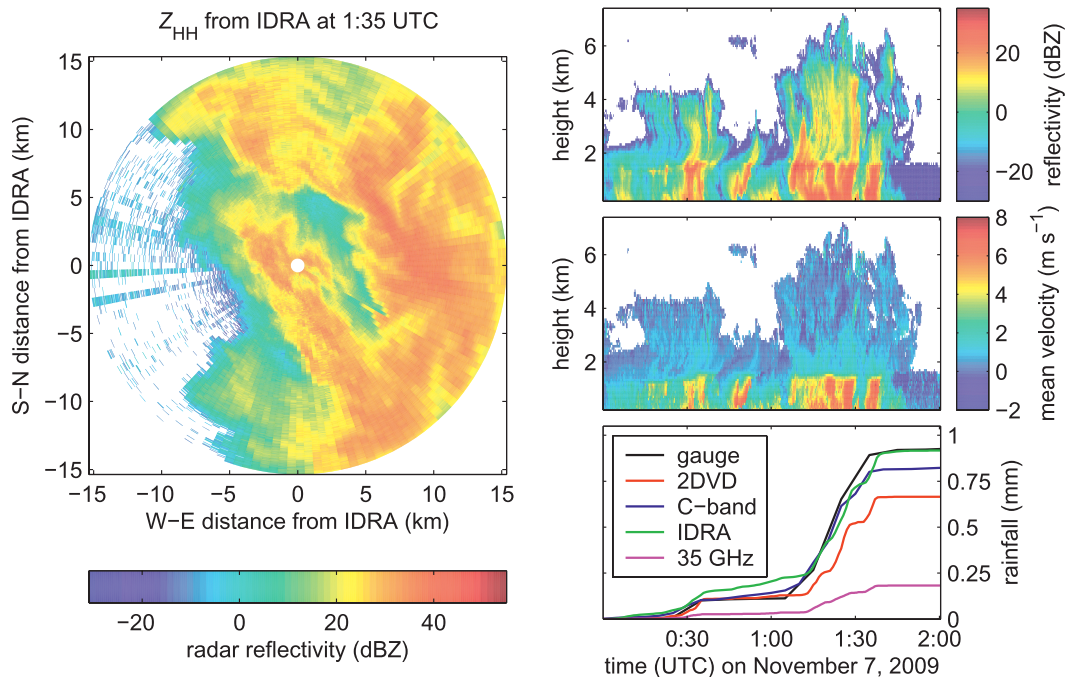 Z_HH from IDRA at 1:35 UTC
15
10
5
0
−5
−10
−15
S−N distance from IDRA (km)
−15 −10 −5 0 5 10 15
W−E distance from IDRA (km)
−20 0 20 40
radar reflectivity (dBZ)
height (km)
6
4
2
20
0
−20
reflectivity (dBZ)
height (km)
6
4
2
8
6
4
2
0
−2
mean velocity (m s⁻¹)
gauge
2DVD
C−band
IDRA
35 GHz
1
0.75
0.5
0.25
0
rainfall (mm)
0:30 1:00 1:30 2:00
time (UTC) on November 7, 2009